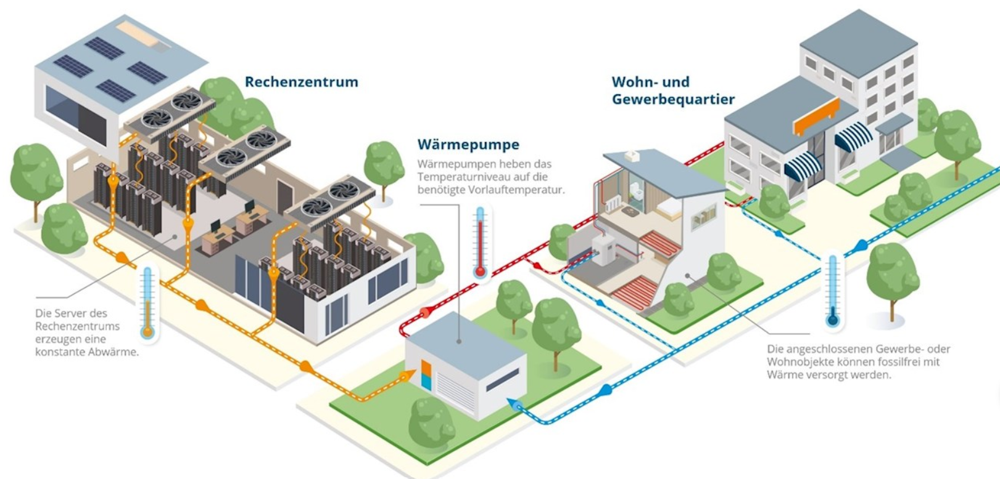 Rechenzentrum
Wohn- und
Gewerbequartier
Wärmepumpe
Wärmepumpen heben das
Temperaturniveau auf die
benötigte Vorlauftemperatur.
Die Server des
Rechenzentrums
erzeugen eine
konstante Abwärme.
Die angeschlossenen Gewerbe- oder
Wohnobjekte können fossilfrei mit
Wärme versorgt werden.